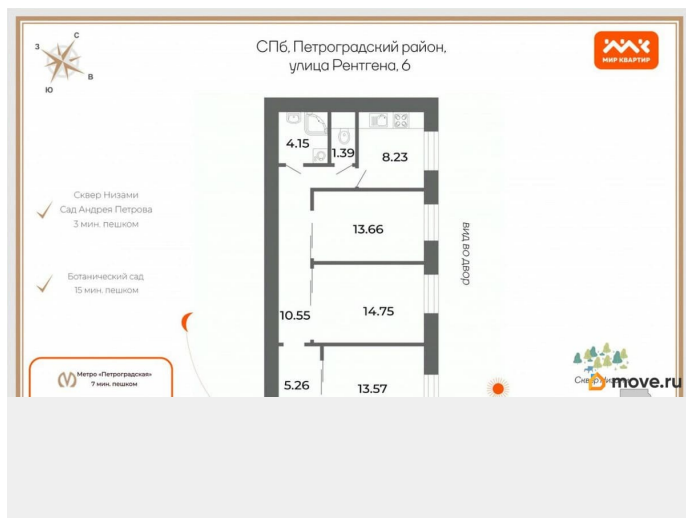 С
З
В
Ю
СПб, Петроградский район,
улица Рентгена, 6
МИР КВАРТИР
4.15
1.39
8.23
Сквер Низами
Сад Андрея Петрова
3 мин. пешком
13.66
вид во двор
Ботанический сад
15 мин. пешком
10.55
14.75
Метро «Петроградская»
7 мин. пешком
5.26
13.57
move.ru